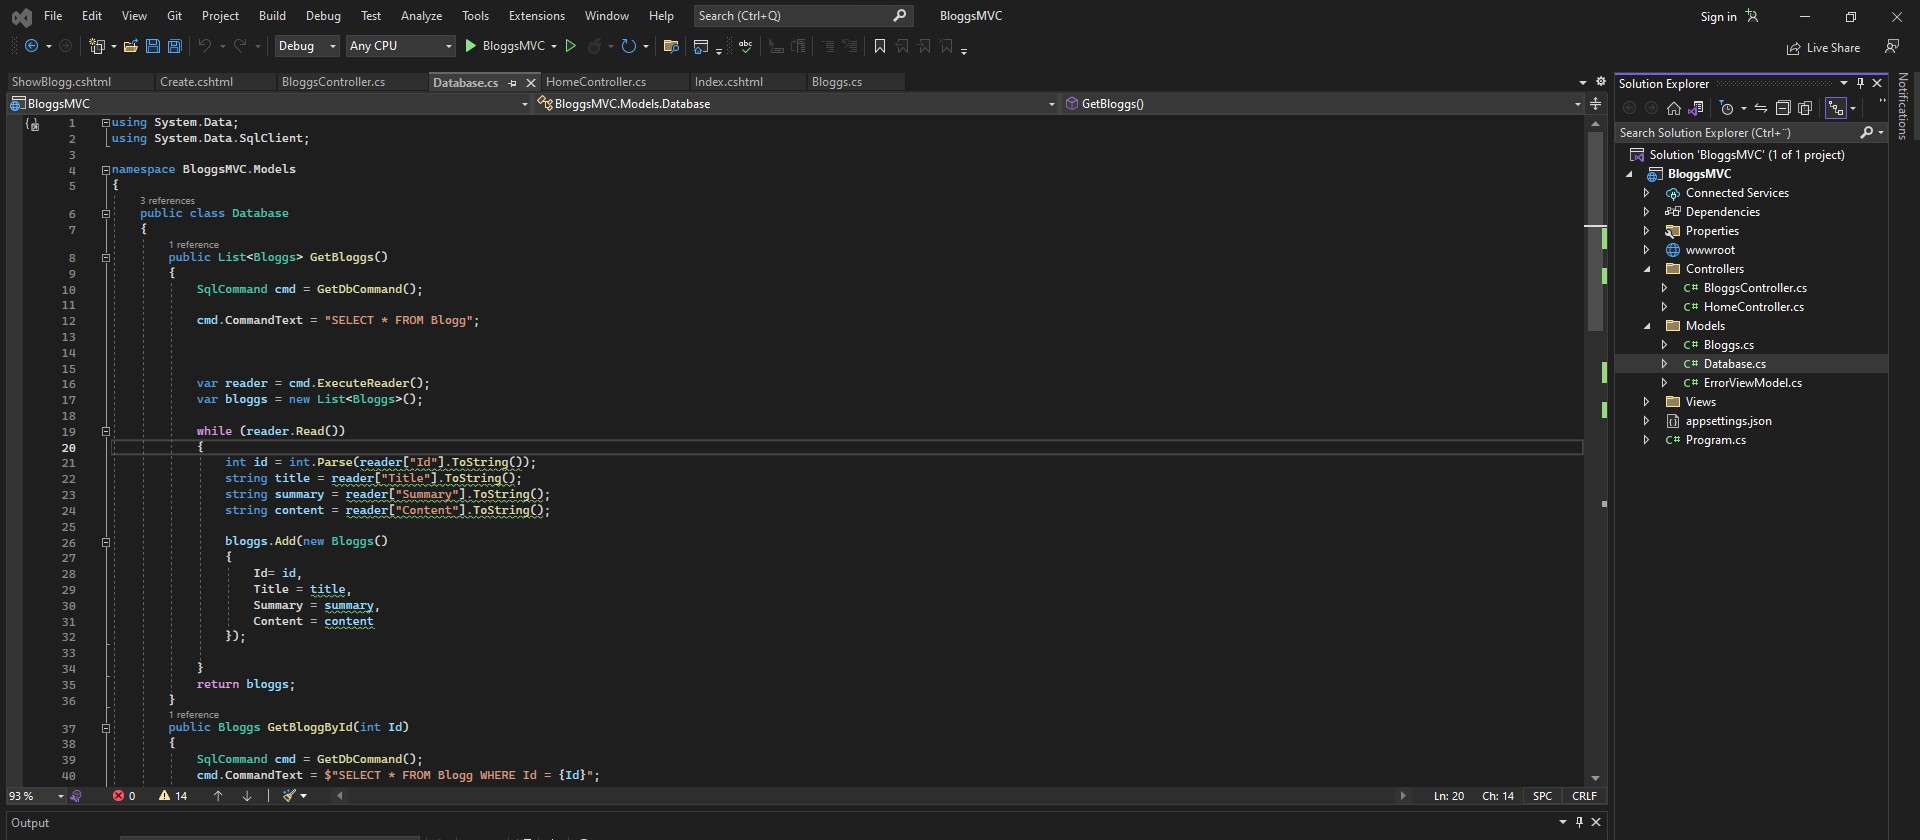 File Edit View Git Project Build Debug Test Analyze Tools Extensions Window Help Search (Ctrl+Q) BloggsMVC Sign in
Debug Any CPU BloggsMVC Live Share
ShowBlogg.cshtml Create.cshtml BloggsController.cs Database.cs HomeController.cs Index.cshtml Bloggs.cs
BloggsMVC BloggsMVC.Models.Database GetBloggs()
1 using System.Data;
2 using System.Data.SqlClient;
3
4 namespace BloggsMVC.Models
5 {
3 references
6 public class Database
7 {
1 reference
8 public List<Bloggs> GetBloggs()
9 {
10 SqlCommand cmd = GetDbCommand();
11
12 cmd.CommandText = "SELECT * FROM Blogg";
13
14
15
16 var reader = cmd.ExecuteReader();
17 var bloggs = new List<Bloggs>();
18
19 while (reader.Read())
20 {
21 int id = int.Parse(reader["Id"].ToString());
22 string title = reader["Title"].ToString();
23 string summary = reader["Summary"].ToString();
24 string content = reader["Content"].ToString();
25
26 bloggs.Add(new Bloggs()
27 {
28 Id= id,
29 Title = title,
30 Summary = summary,
31 Content = content
32 });
33
34 }
35 return bloggs;
36 }
1 reference
37 public Bloggs GetBloggById(int Id)
38 {
39 SqlCommand cmd = GetDbCommand();
40 cmd.CommandText = $"SELECT * FROM Blogg WHERE Id = {Id}";
93 % 0 14 Ln: 20 Ch: 14 SPC CRLF
Output
Solution Explorer
Search Solution Explorer (Ctrl+¨)
Solution 'BloggsMVC' (1 of 1 project)
BloggsMVC
Connected Services
Dependencies
Properties
wwwroot
Controllers
C# BloggsController.cs
C# HomeController.cs
Models
C# Bloggs.cs
C# Database.cs
C# ErrorViewModel.cs
Views
appsettings.json
C# Program.cs
Notifications